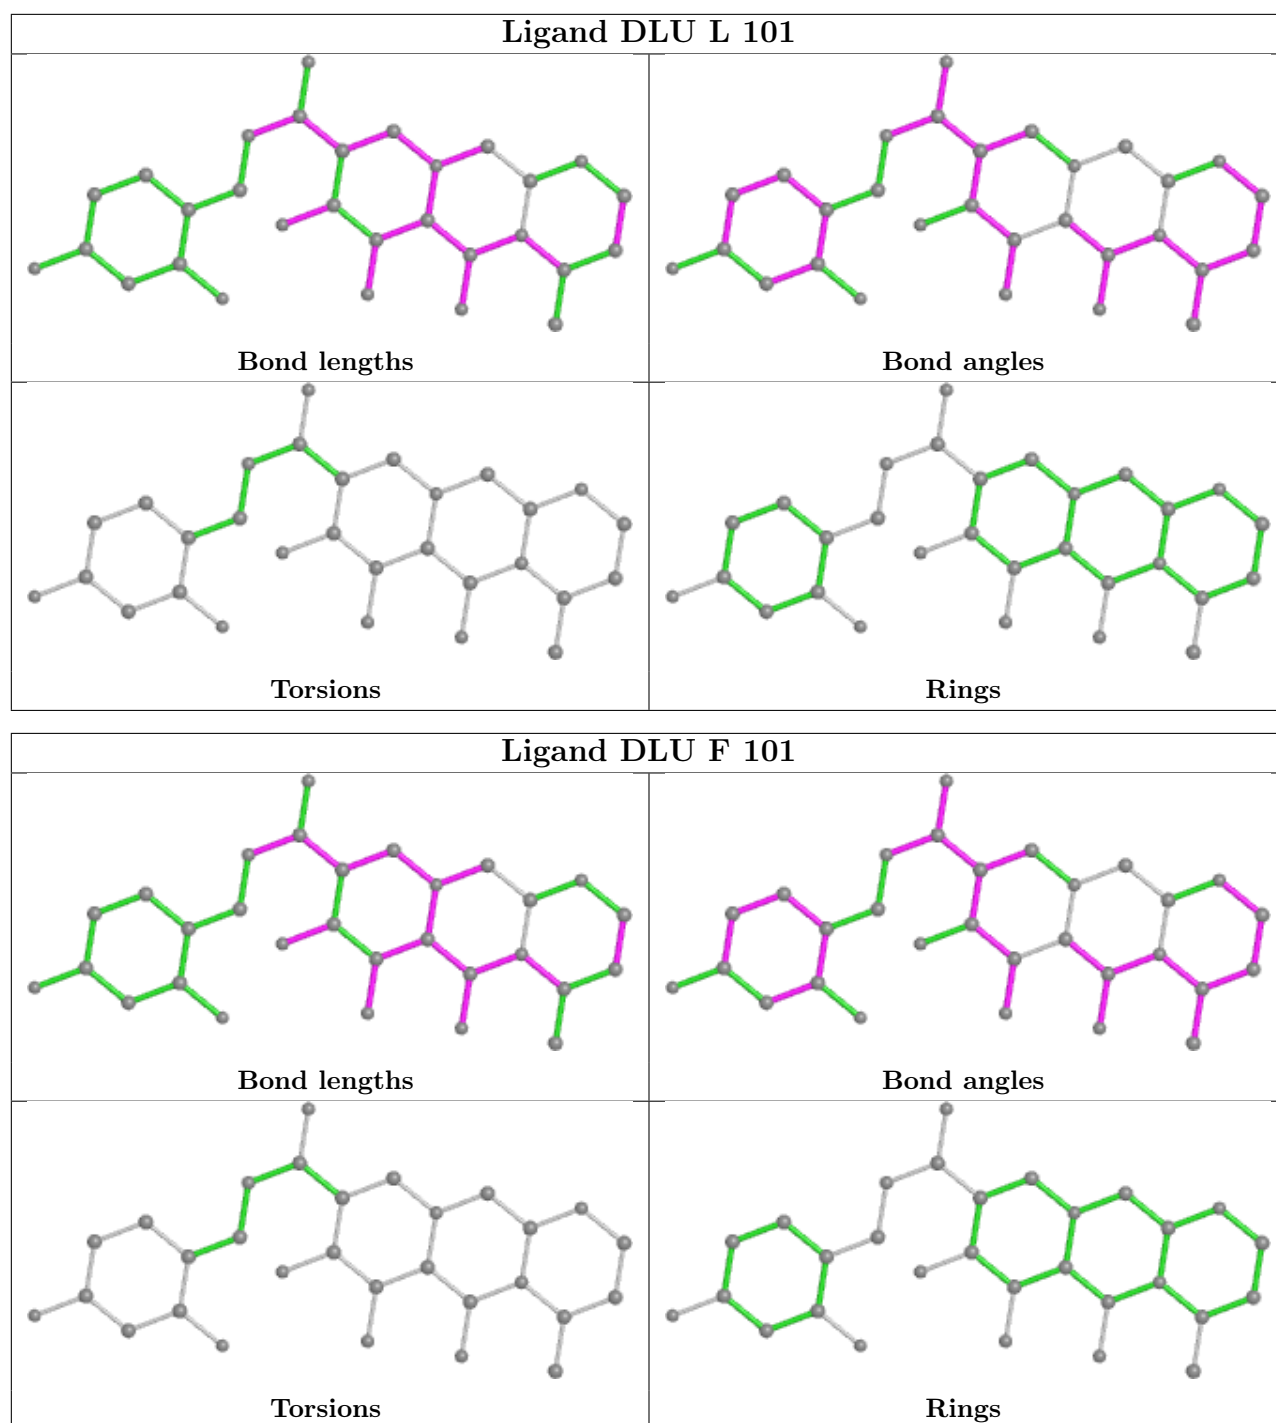 Ligand DLU L 101
Bond lengths
Bond angles
Torsions
Rings
Ligand DLU F 101
Bond lengths
Bond angles
Torsions
Rings